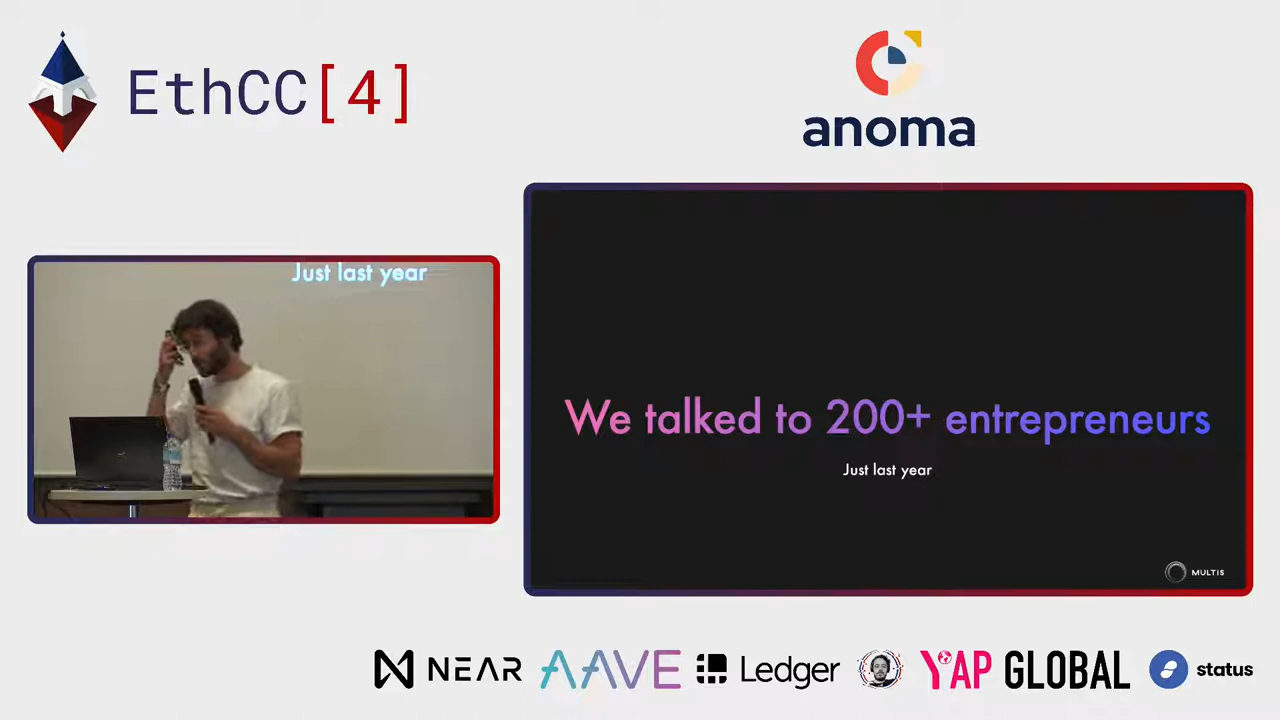 EthCC[4]
anoma
Just last year
We talked to 200+ entrepreneurs
Just last year
MULTIS
NEAR
AAVE
Ledger
YAP GLOBAL
status